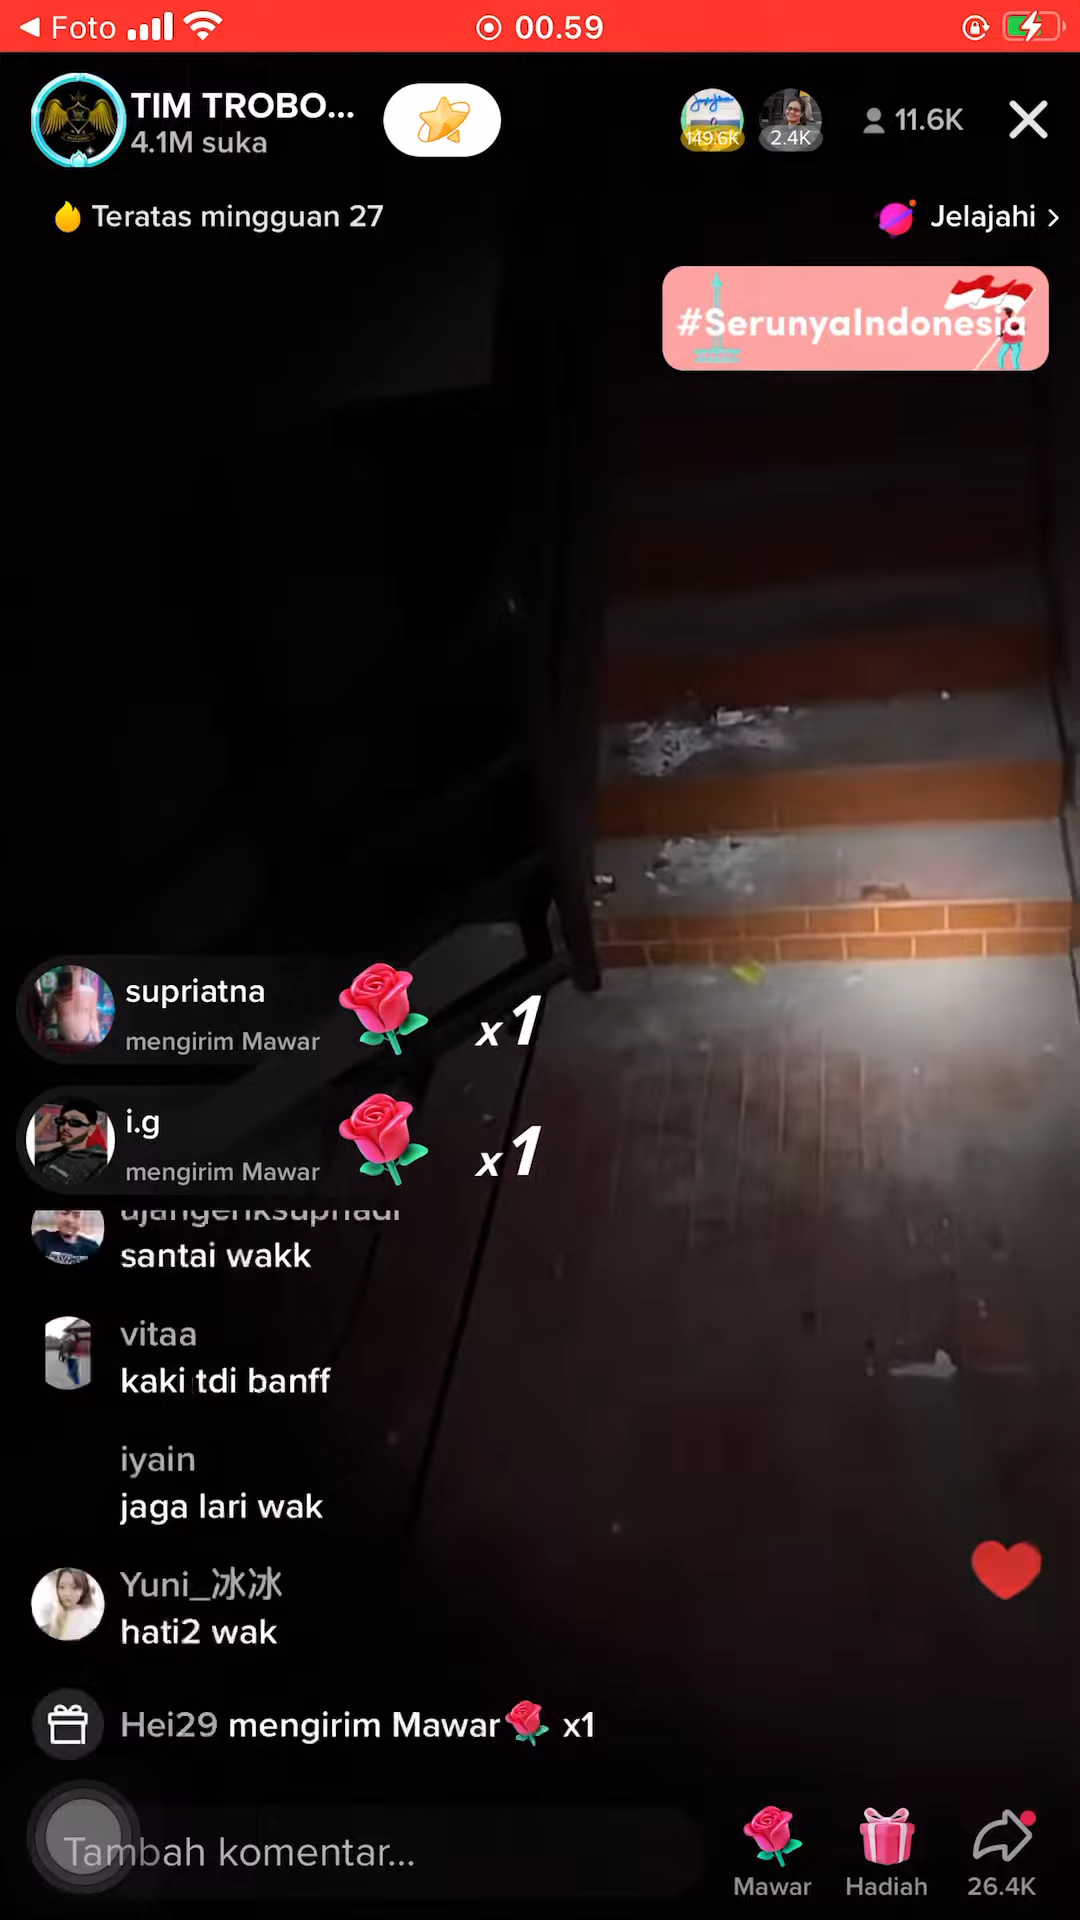 Foto
00.59
TIM TROBO...
4.1M suka
149.6K
2.4K
11.6K
Teratas mingguan 27
Jelajahi
#SerunyaIndonesia
supriatna
mengirim Mawar
x1
i.g
mengirim Mawar
x1
santai wakk
vitaa
kaki tdi banff
iyain
jaga lari wak
Yuni_冰冰
hati2 wak
Hei29 mengirim Mawar x1
Tambah komentar...
Mawar
Hadiah
26.4K